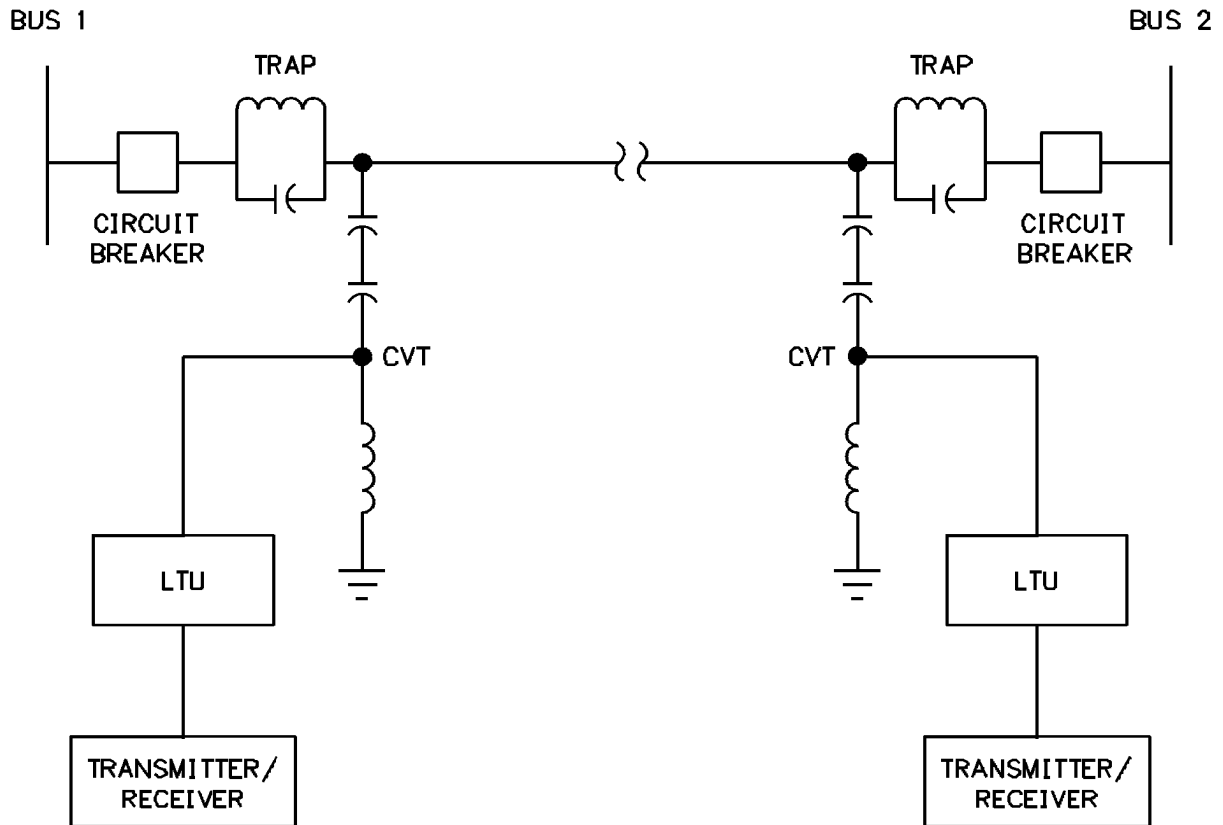 BUS 1
BUS 2
TRAP
TRAP
CIRCUIT
BREAKER
CIRCUIT
BREAKER
CVT
CVT
LTU
LTU
TRANSMITTER/
RECEIVER
TRANSMITTER/
RECEIVER